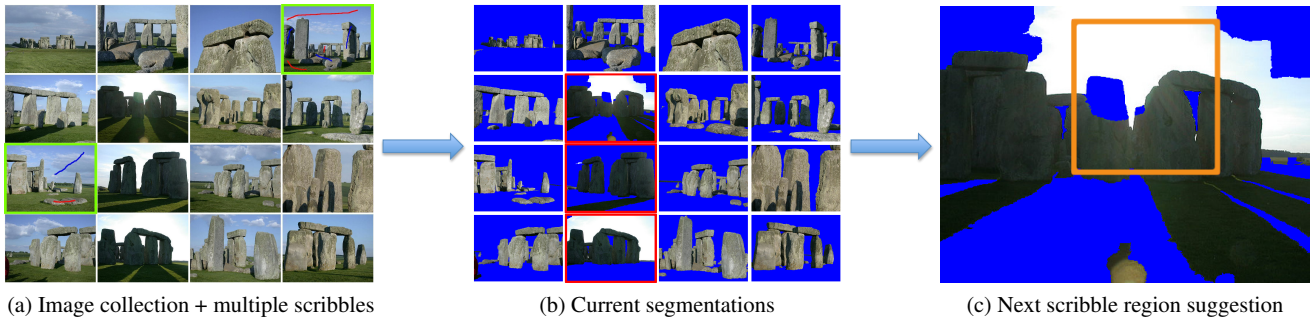 (a) Image collection + multiple scribbles
(b) Current segmentations
(c) Next scribble region suggestion